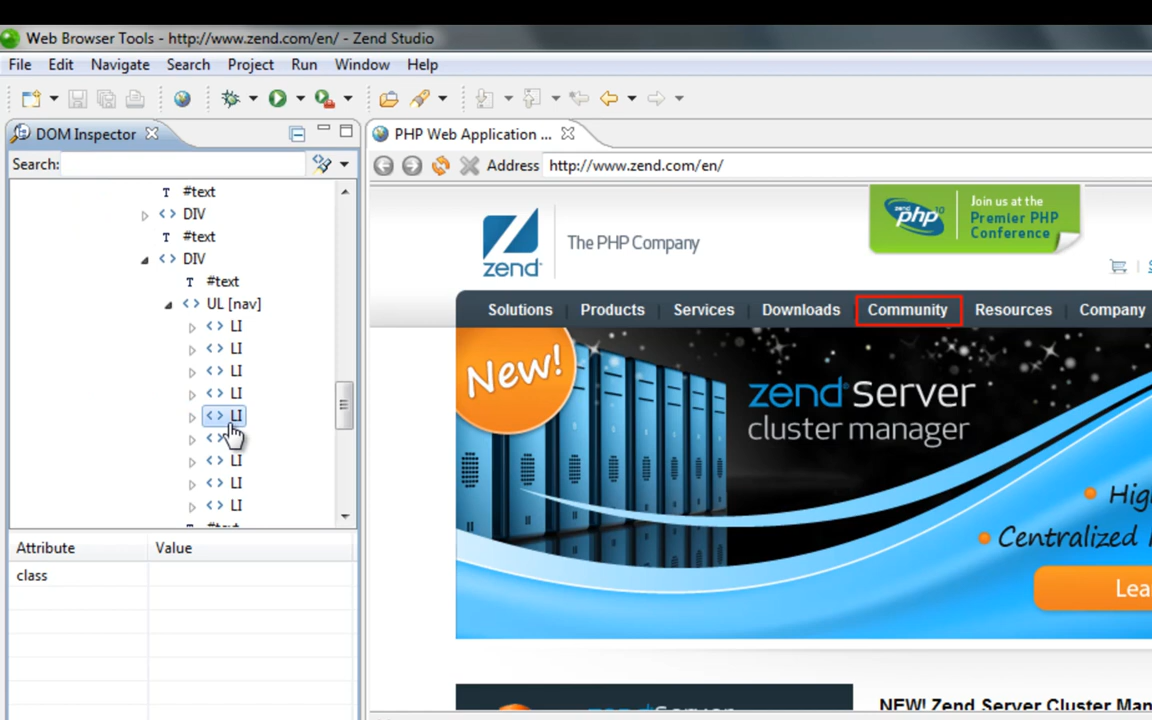 Web Browser Tools - http://www.zend.com/en/ - Zend Studio
File Edit Navigate Search Project Run Window Help
DOM Inspector
Search:
T #text
<> DIV
#text
<> DIV
T #text
<> UL [nav]
<> LI
<> LI
<> LI
<> LI
<> LI
<>
<> LI
<> LI
<> LI
#text
Attribute Value
class
PHP Web Application ...
Address http://www.zend.com/en/
zend
The PHP Company
zend php 10
Join us at the
Premier PHP
Conference
Solutions Products Services Downloads Community Resources Company
New!
zend Server
cluster manager
Centralized
NEW! Zend Server Cluster Man